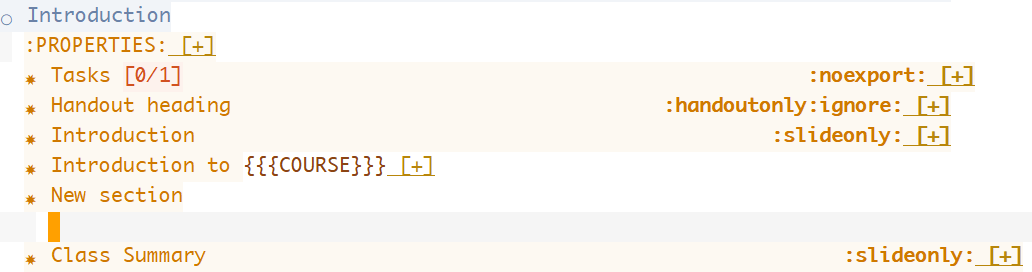 Introduction
:PROPERTIES: [+]
Tasks [0/1] :noexport: [+]
Handout heading :handoutonly:ignore: [+]
Introduction :slideonly: [+]
Introduction to {{{COURSE}}} [+]
New section
Class Summary :slideonly: [+]